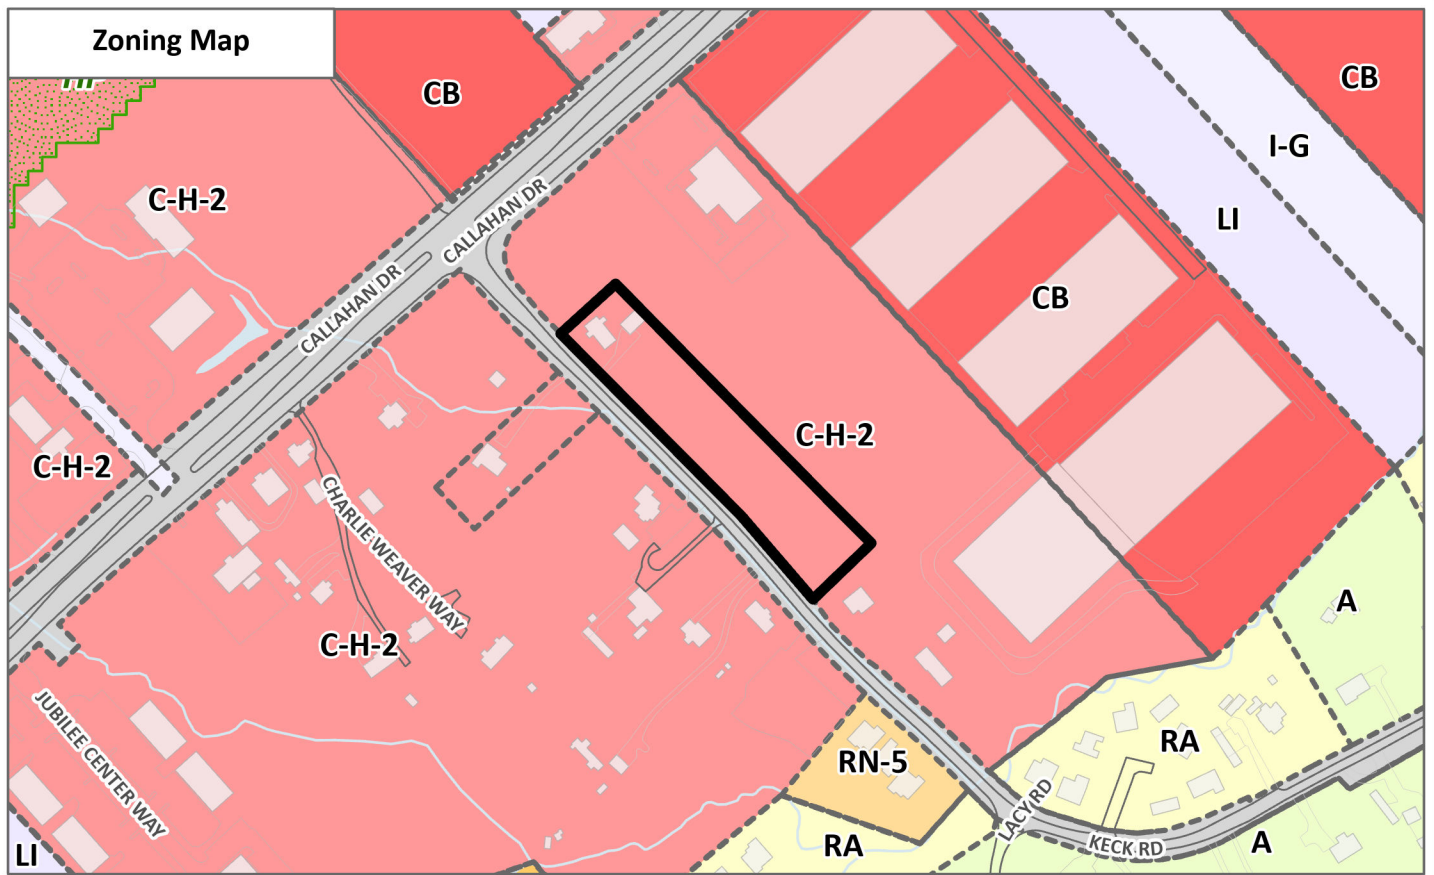 Zoning Map
HP
CB
CB
I-G
C-H-2
LI
CALLAHAN DR
CALLAHAN DR
CB
C-H-2
C-H-2
CHARLIE WEAVER WAY
A
C-H-2
JUBILEE CENTER WAY
RN-5
RA
LACY RD
KECK RD
RA
A
LI